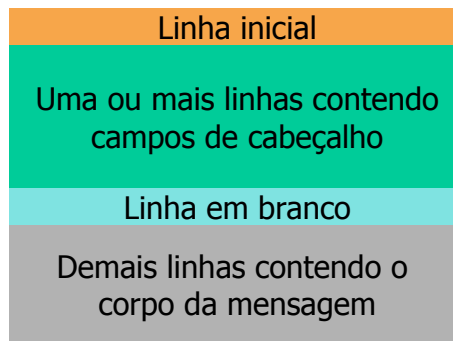 Linha inicial
Uma ou mais linhas contendo
campos de cabeçalho
Linha em branco
Demais linhas contendo o
corpo da mensagem